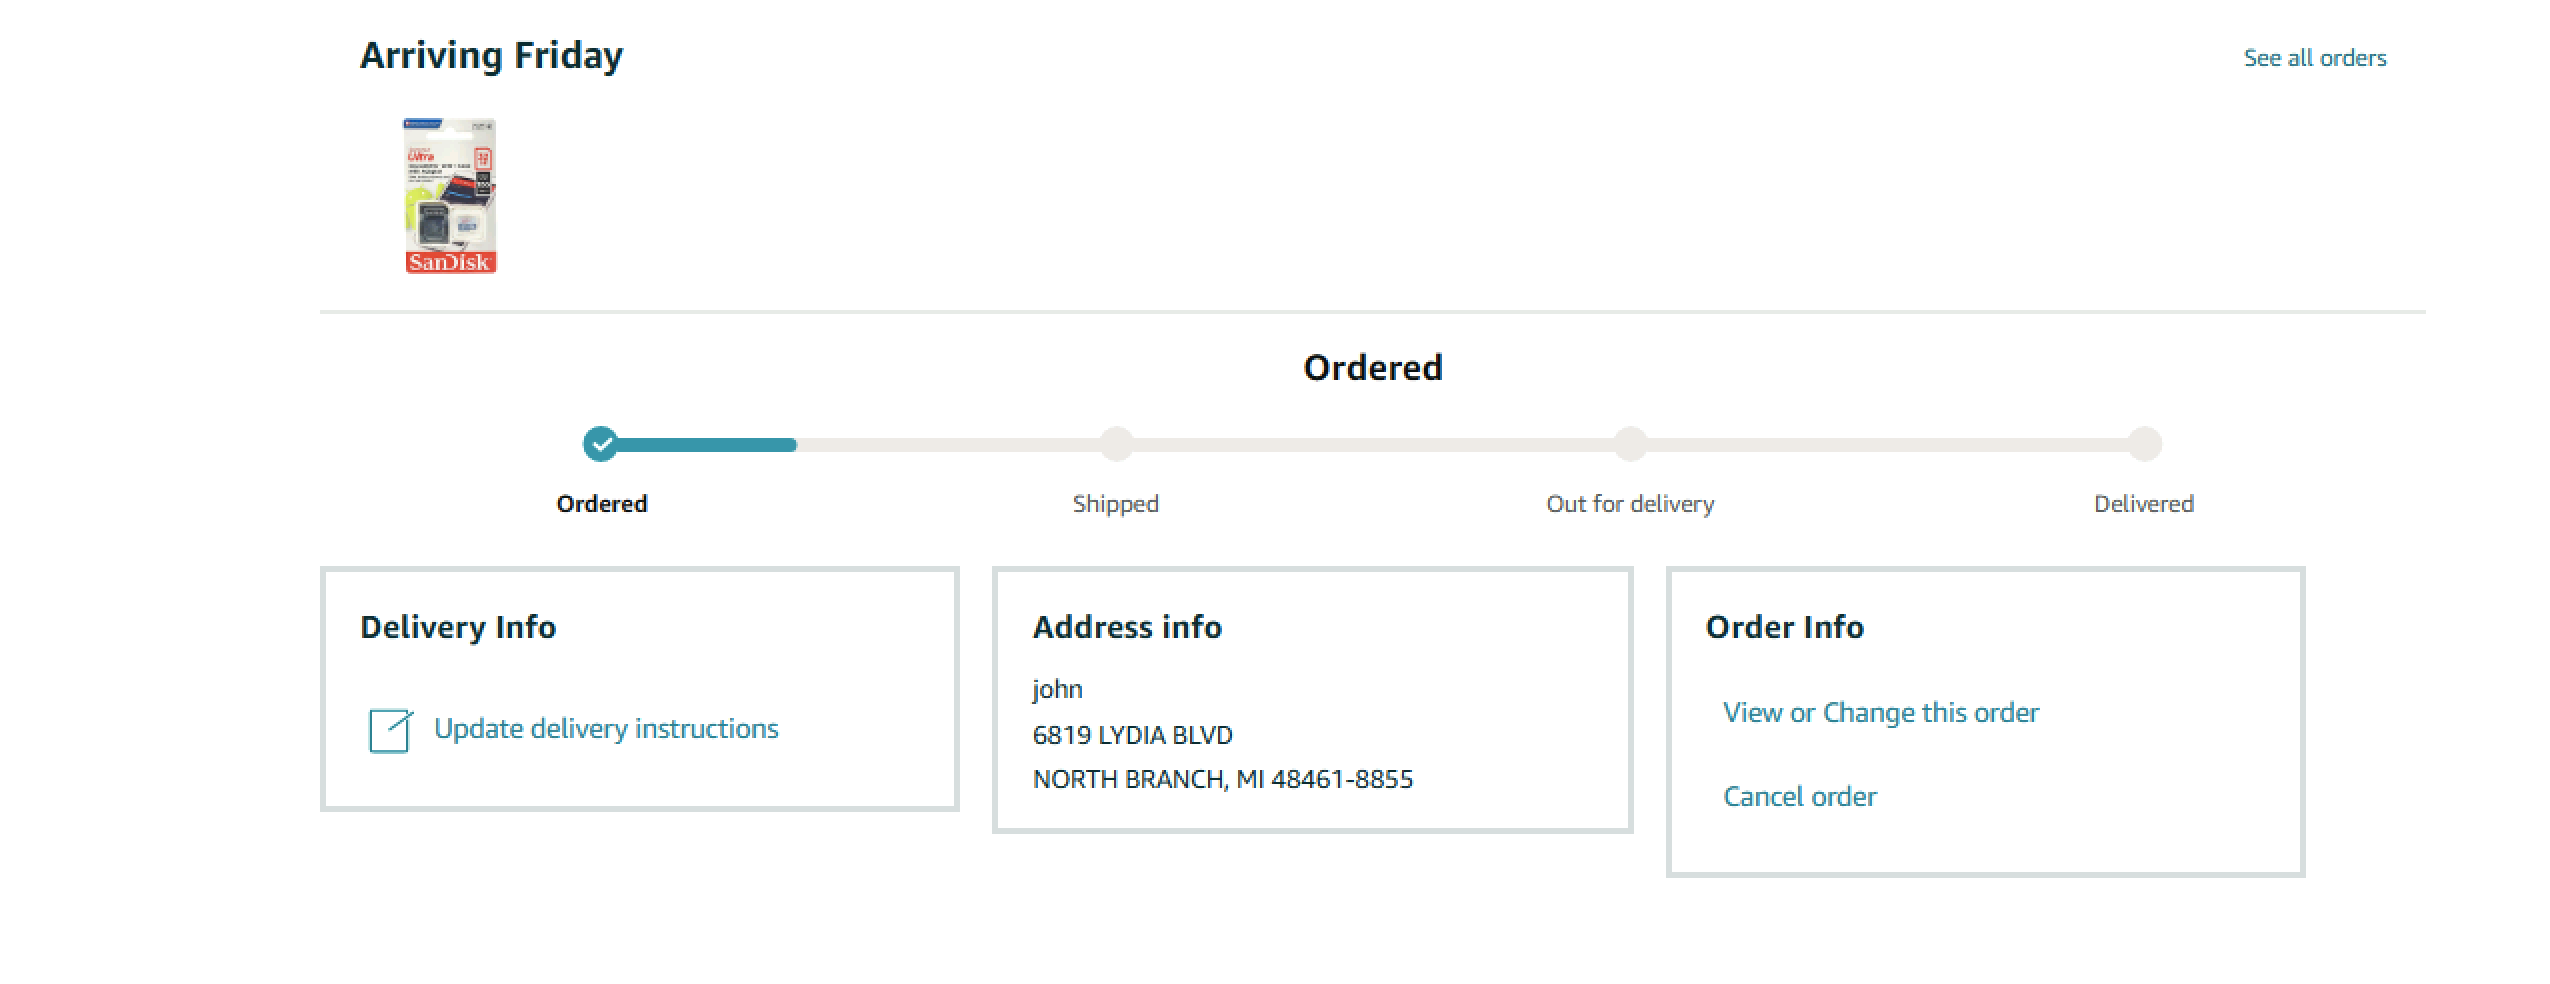 Arriving Friday
See all orders
Ultra
SanDisk
Ordered
Ordered
Shipped
Out for delivery
Delivered
Delivery Info
Update delivery instructions
Address info
john
6819 LYDIA BLVD
NORTH BRANCH, MI 48461-8855
Order Info
View or Change this order
Cancel order